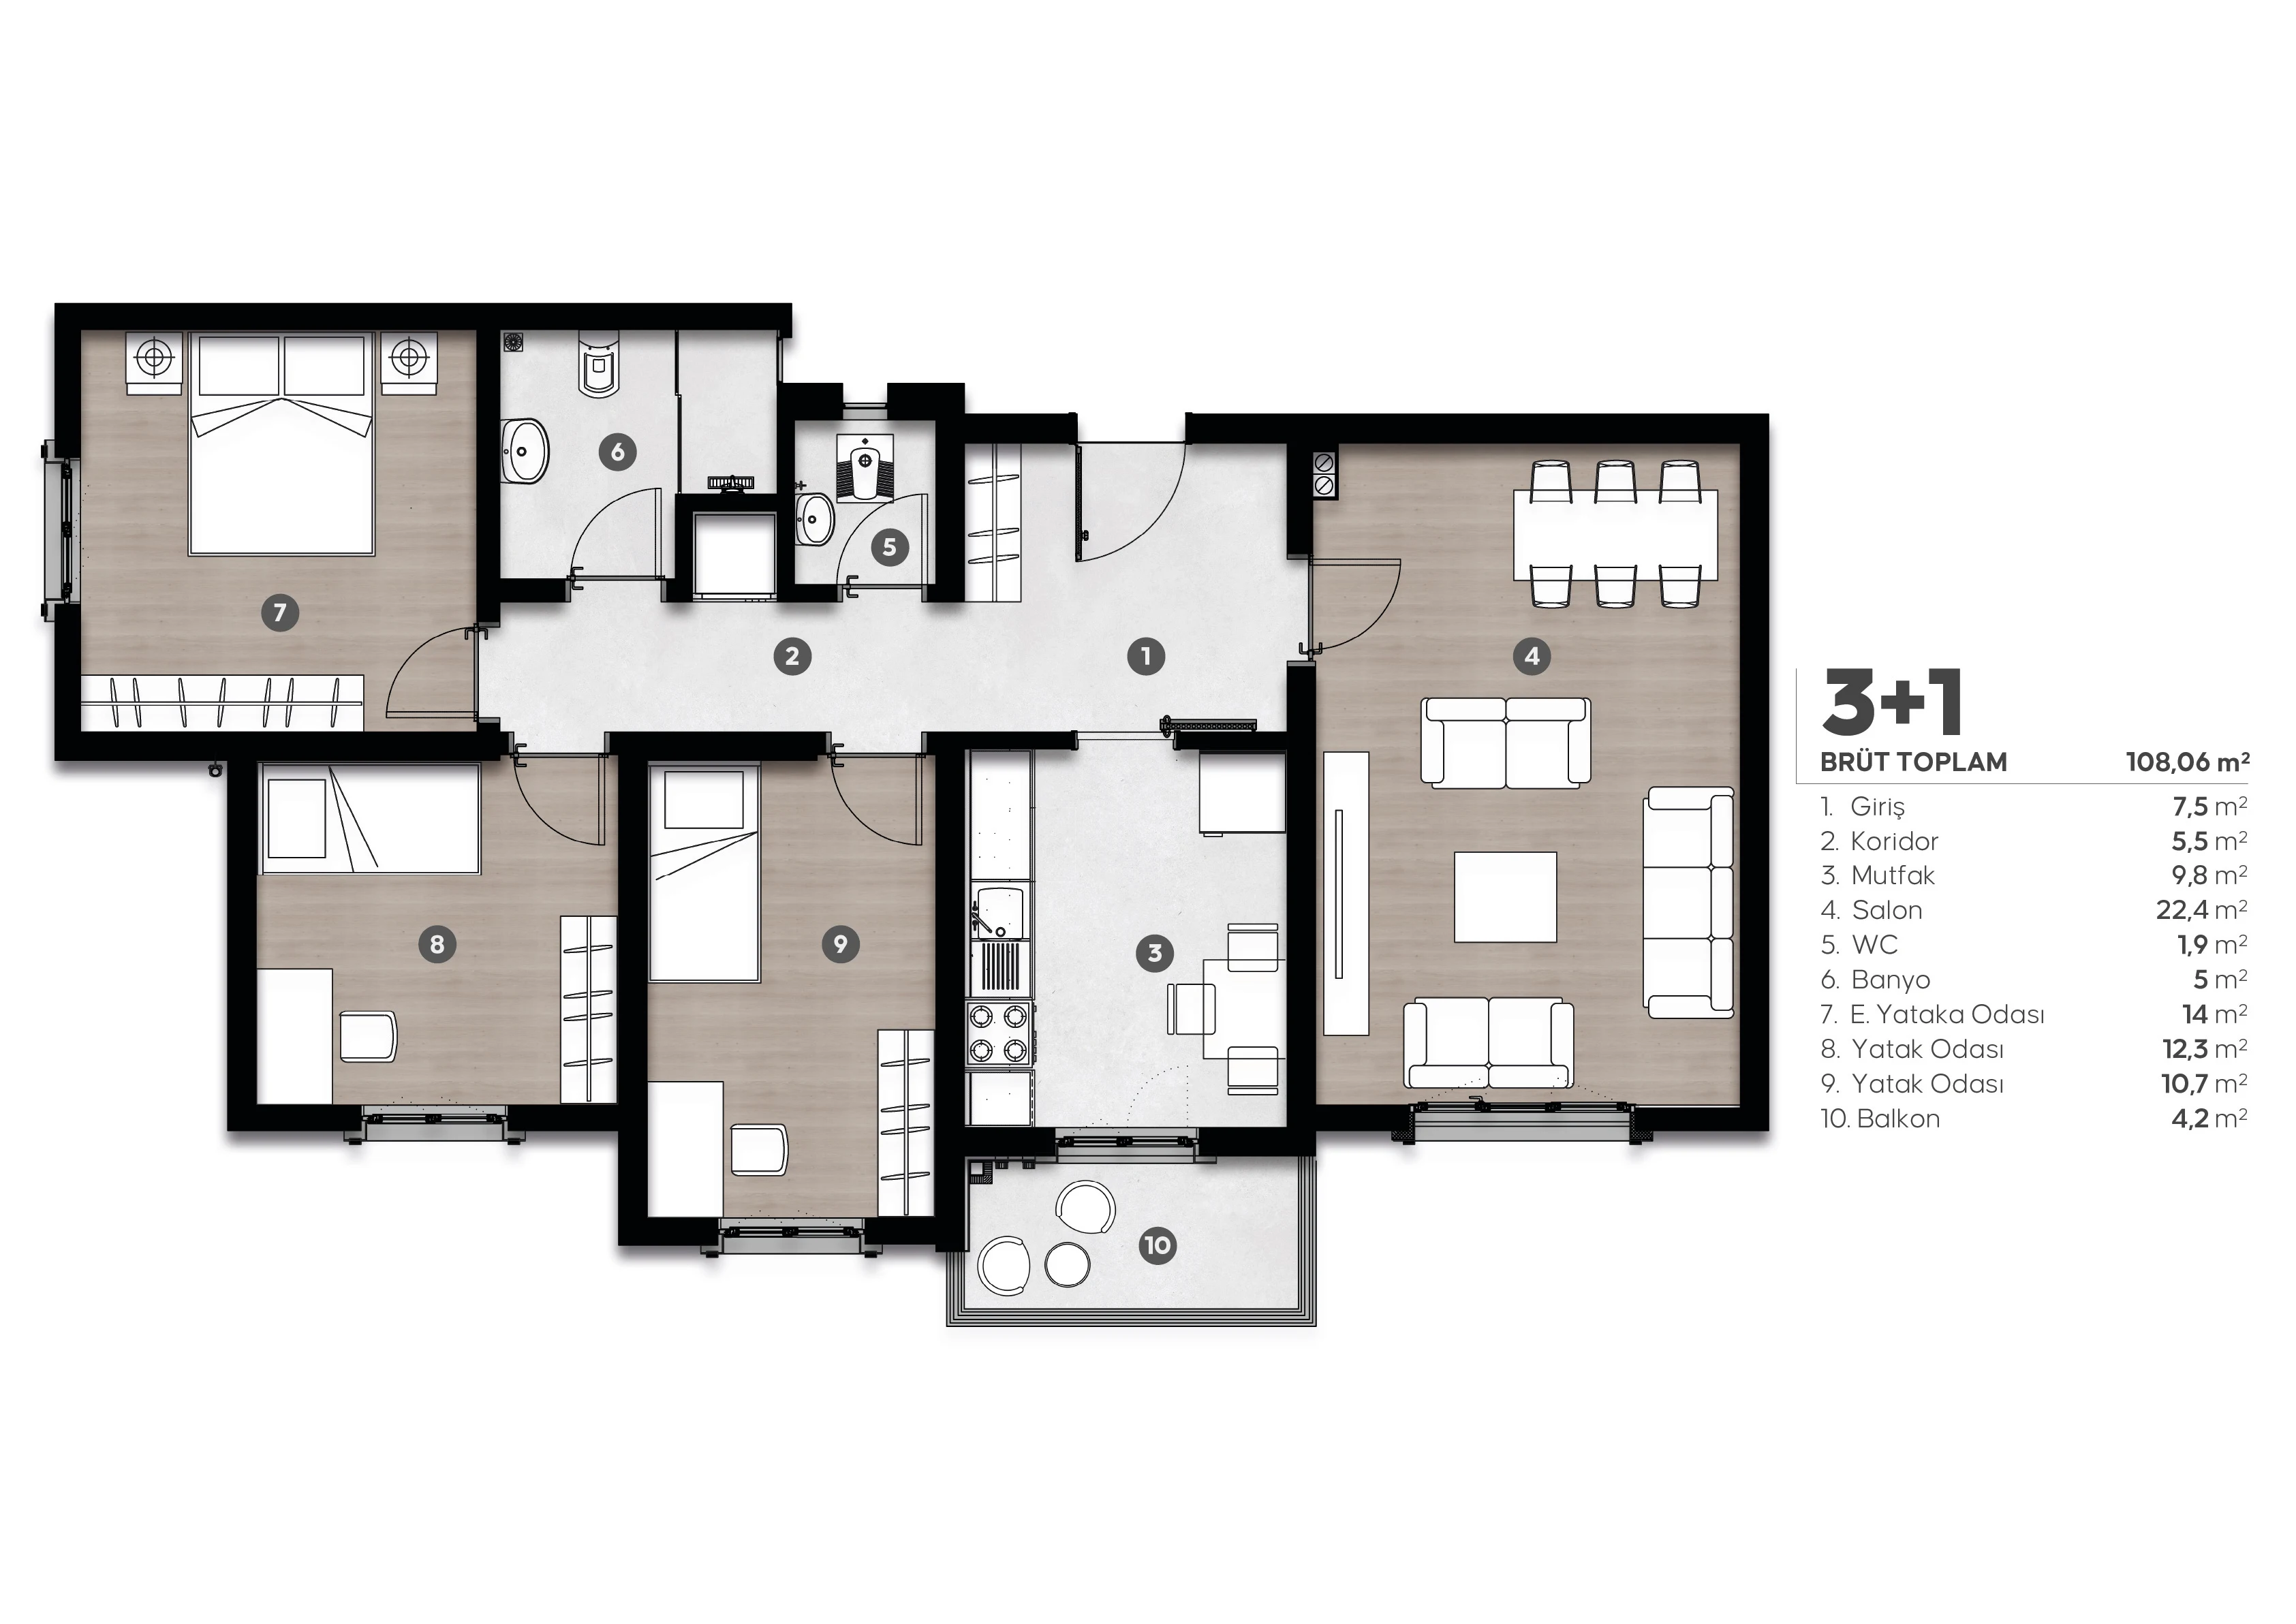 7
6
5
2
1
4
8
9
3
10
3+1
BRÜT TOPLAM 108,06 m²
1. Giriş 7,5 m²
2. Koridor 5,5 m²
3. Mutfak 9,8 m²
4. Salon 22,4 m²
5. WC 1,9 m²
6. Banyo 5 m²
7. E. Yataka Odası 14 m²
8. Yatak Odası 12,3 m²
9. Yatak Odası 10,7 m²
10. Balkon 4,2 m²